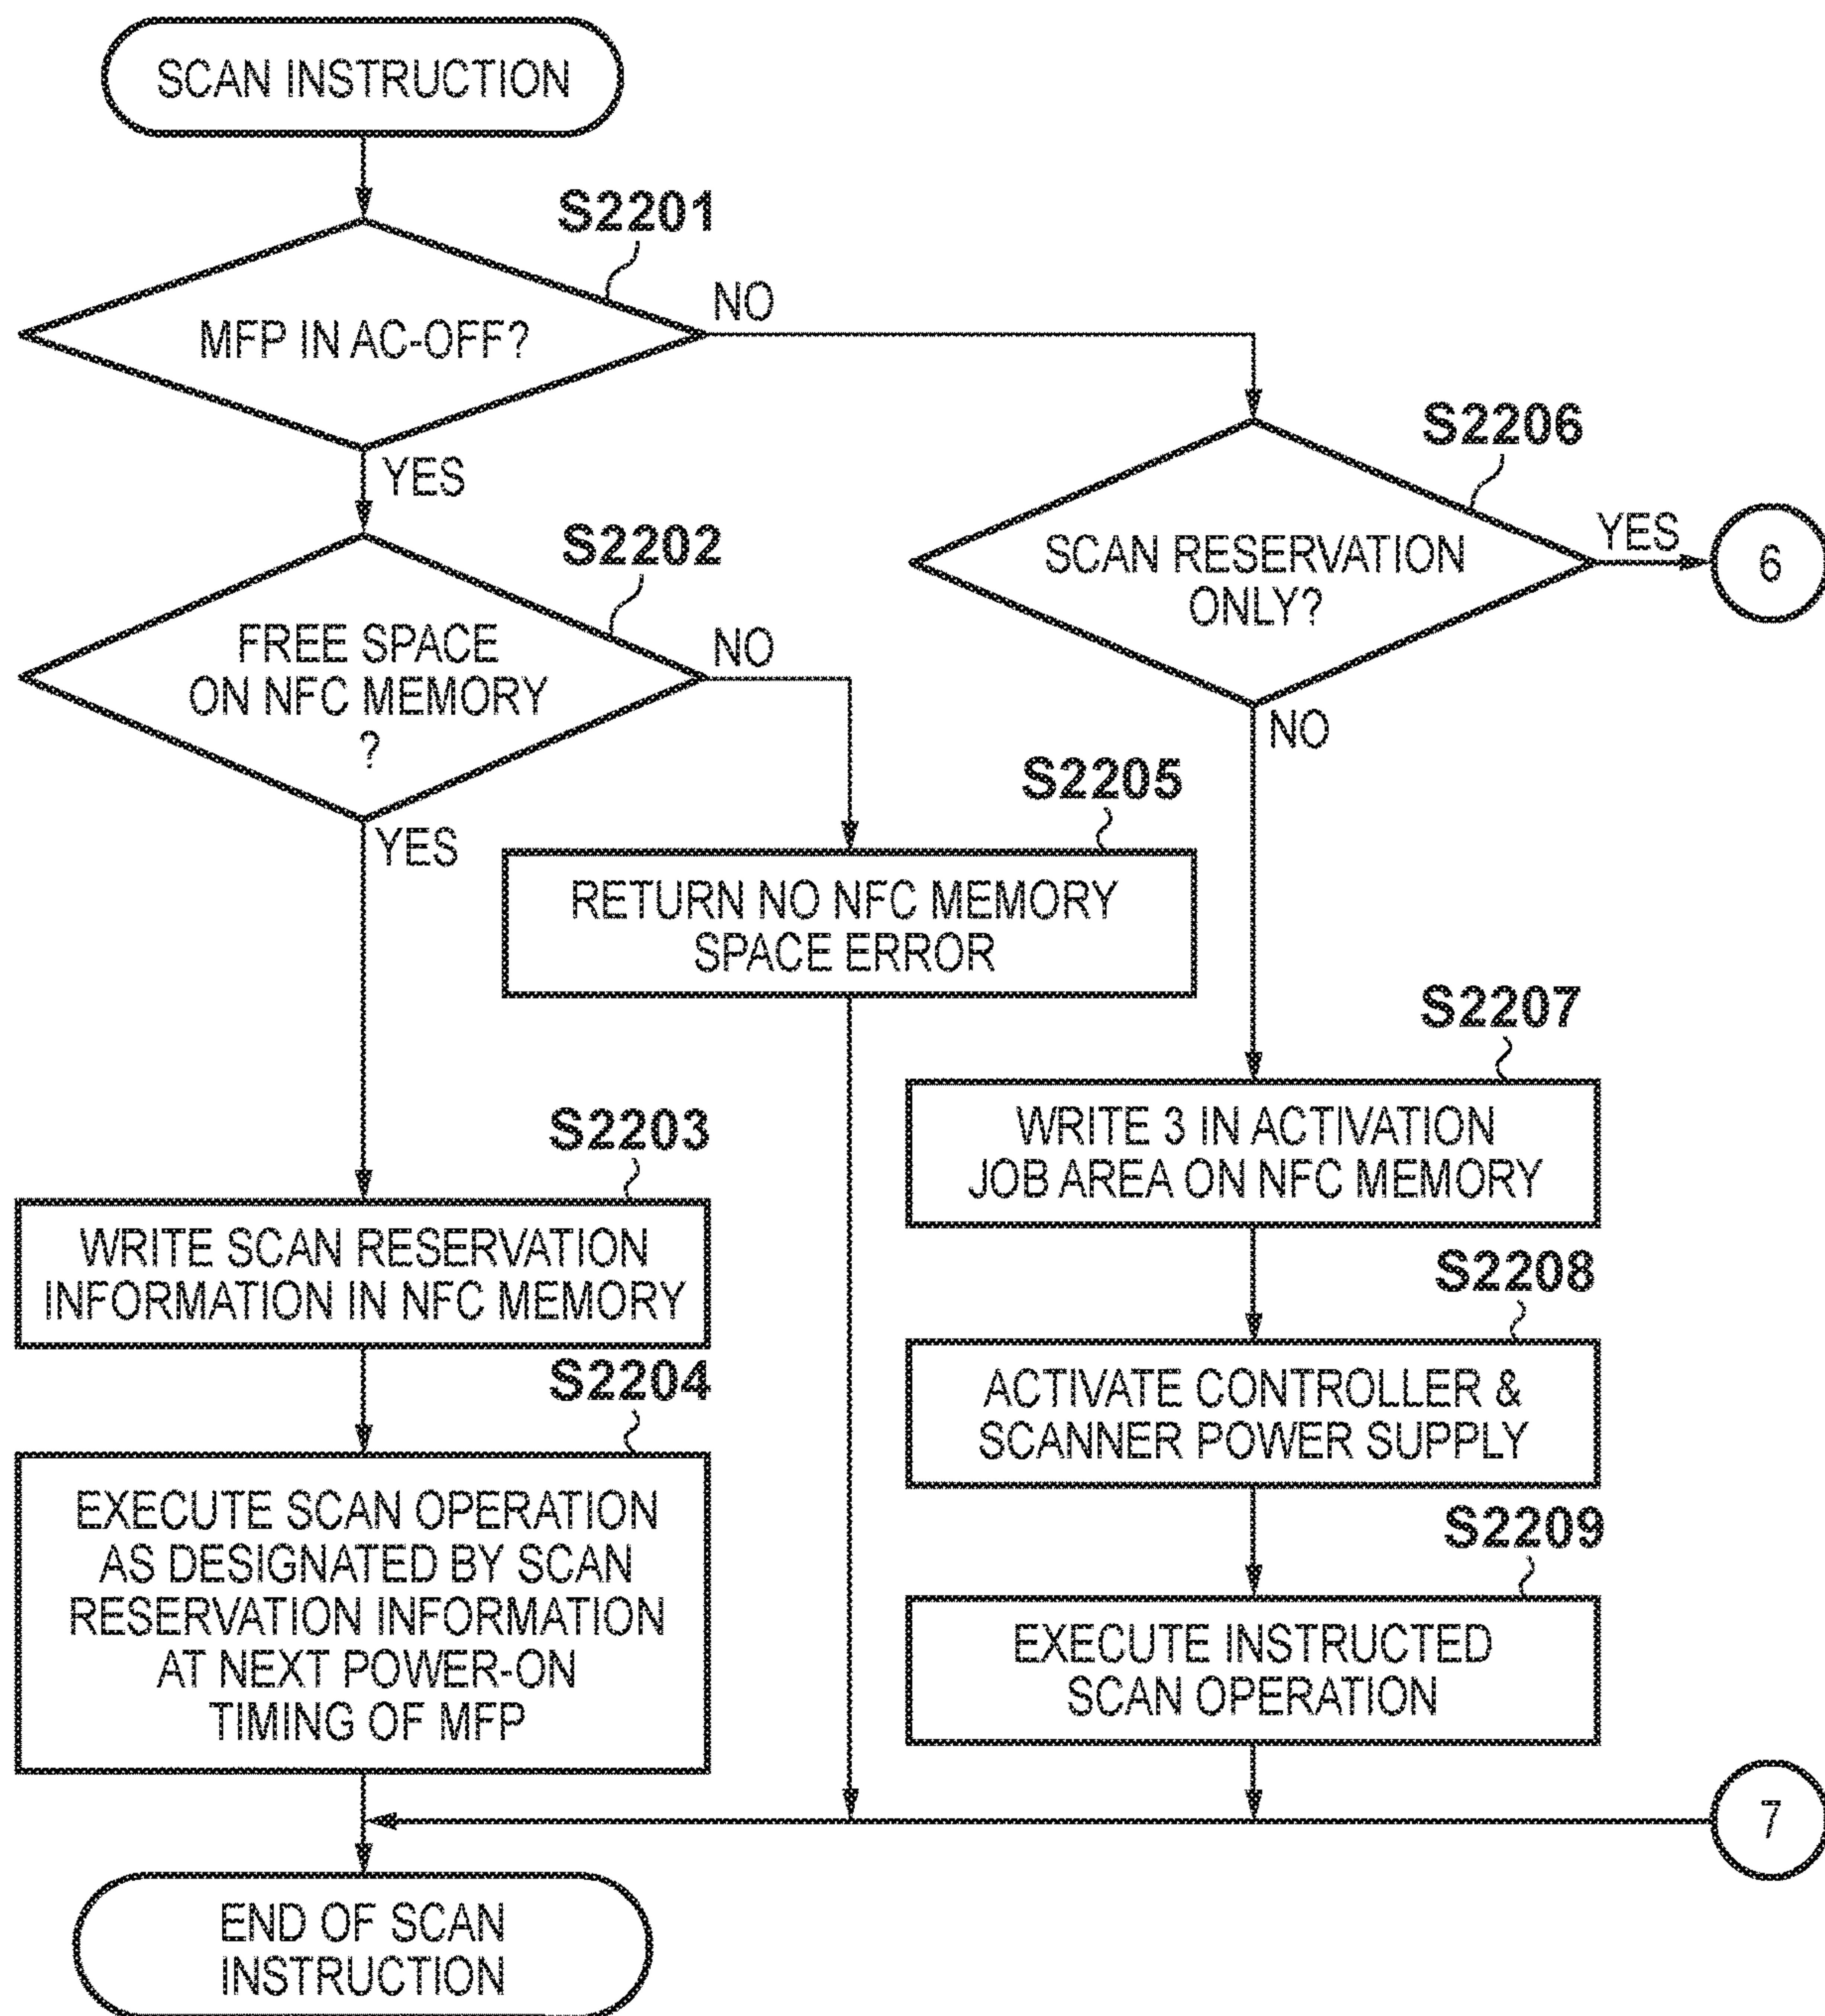 SCAN INSTRUCTION
S2201
MFP IN AC-OFF?
NO
YES
S2206
SCAN RESERVATION
ONLY?
YES
6
NO
S2202
FREE SPACE
ON NFC MEMORY
?
NO
YES
S2205
RETURN NO NFC MEMORY
SPACE ERROR
S2207
WRITE 3 IN ACTIVATION
JOB AREA ON NFC MEMORY
S2203
WRITE SCAN RESERVATION
INFORMATION IN NFC MEMORY
S2208
ACTIVATE CONTROLLER &
SCANNER POWER SUPPLY
S2204
EXECUTE SCAN OPERATION
AS DESIGNATED BY SCAN
RESERVATION INFORMATION
AT NEXT POWER-ON
TIMING OF MFP
S2209
EXECUTE INSTRUCTED
SCAN OPERATION
7
END OF SCAN
INSTRUCTION